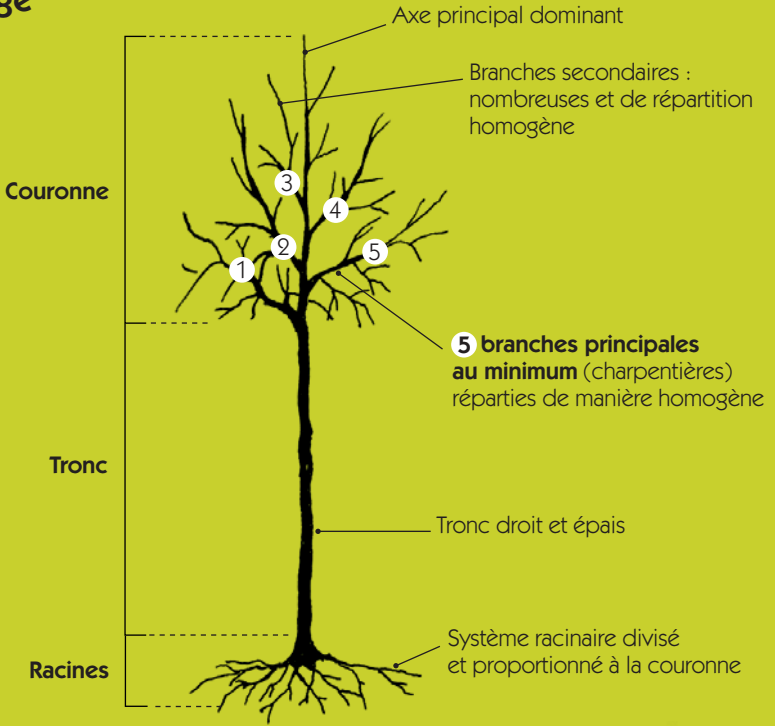 Axe principal dominant
Branches secondaires :
nombreuses et de répartition
homogène
Couronne
3
4
2
5
1
5 branches principales
au minimum (charpentières)
réparties de manière homogène
Tronc
Tronc droit et épais
Système racinaire divisé
et proportionné à la couronne
Racines